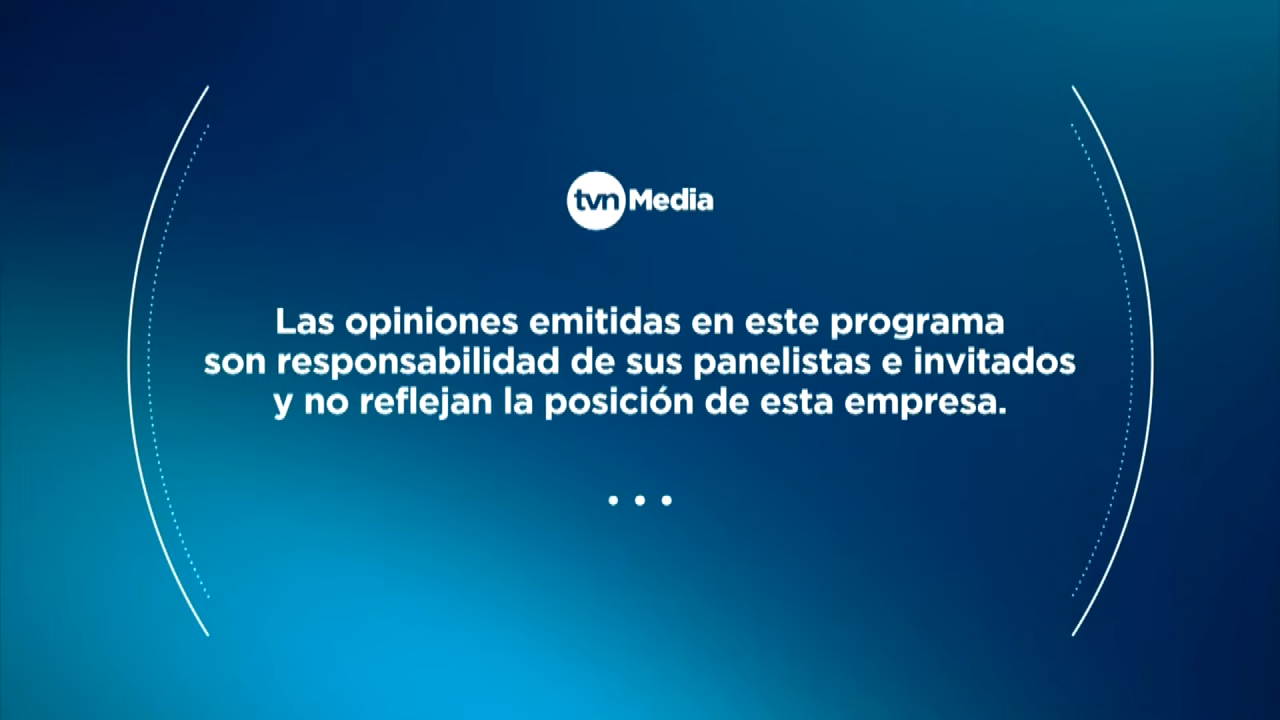 tvn Media
Las opiniones emitidas en este programa
son responsabilidad de sus panelistas e invitados
y no reflejan la posición de esta empresa.
...